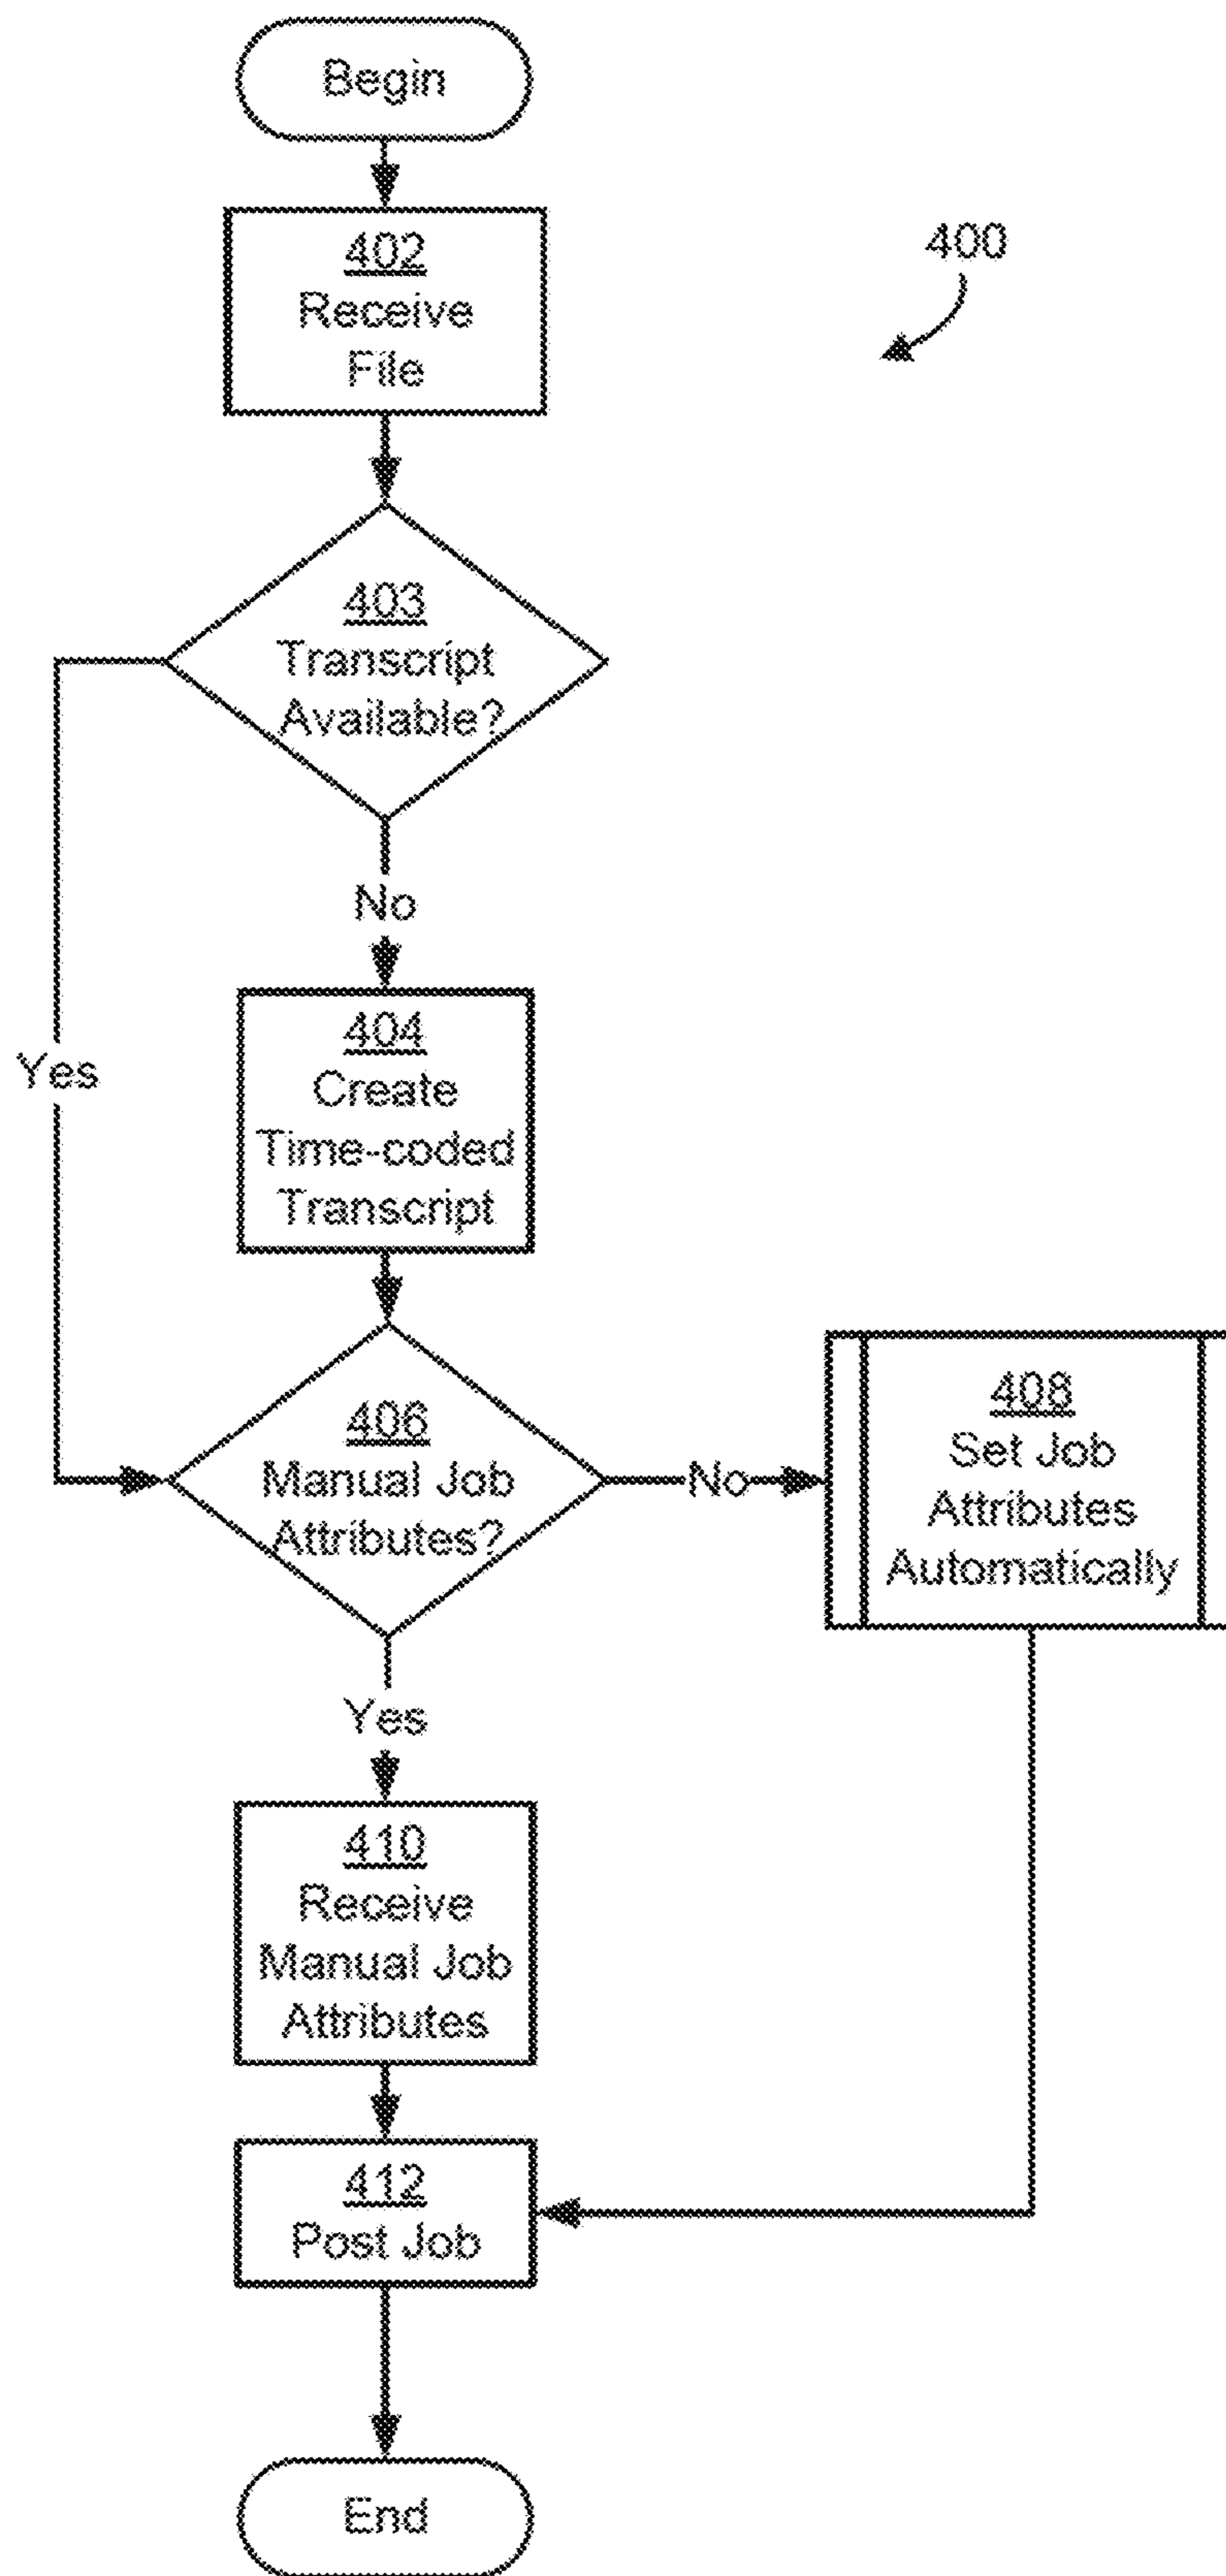 Begin
402
Receive
File
400
403
Transcript
Available?
No
404
Create
Time-coded
Transcript
Yes
406
Manual Job
Attributes?
No
408
Set Job
Attributes
Automatically
Yes
410
Receive
Manual Job
Attributes
412
Post Job
End